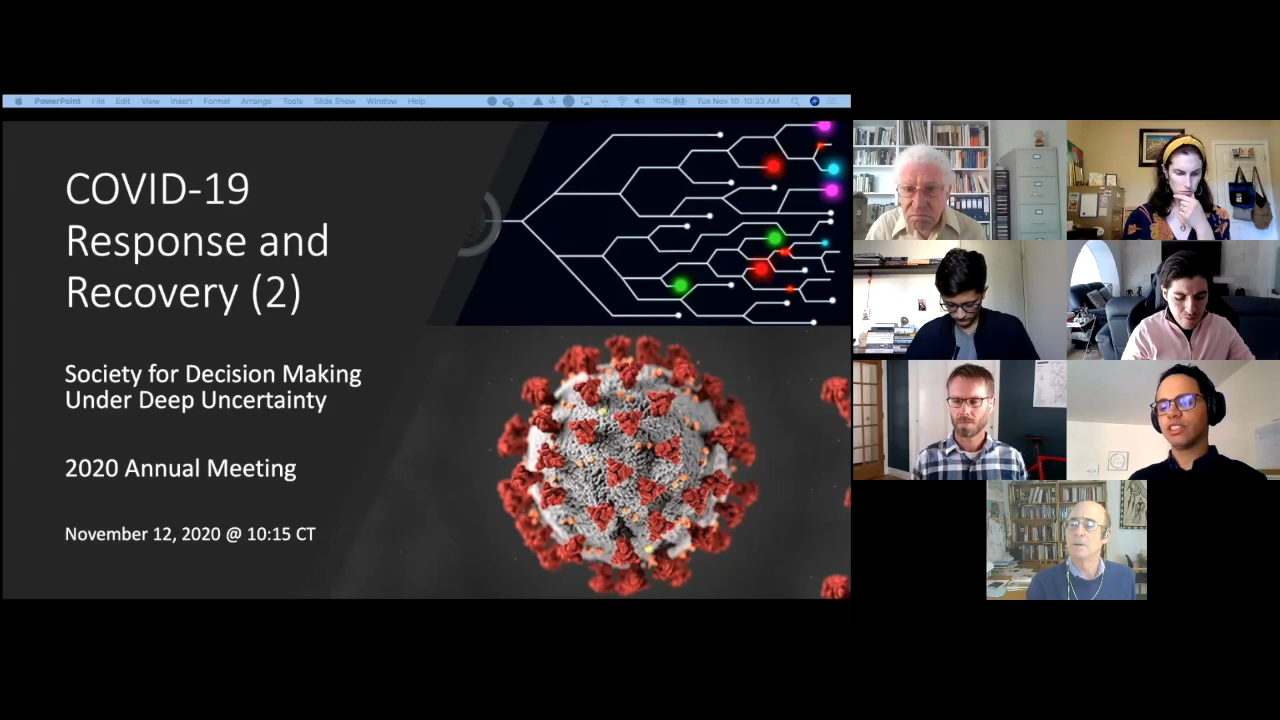 PowerPoint File Edit View Insert Format Arrange Tools Slide Show Window Help 100% Tue Nov 10 10:33 AM
COVID-19
Response and
Recovery (2)
Society for Decision Making
Under Deep Uncertainty
2020 Annual Meeting
November 12, 2020 @ 10:15 CT